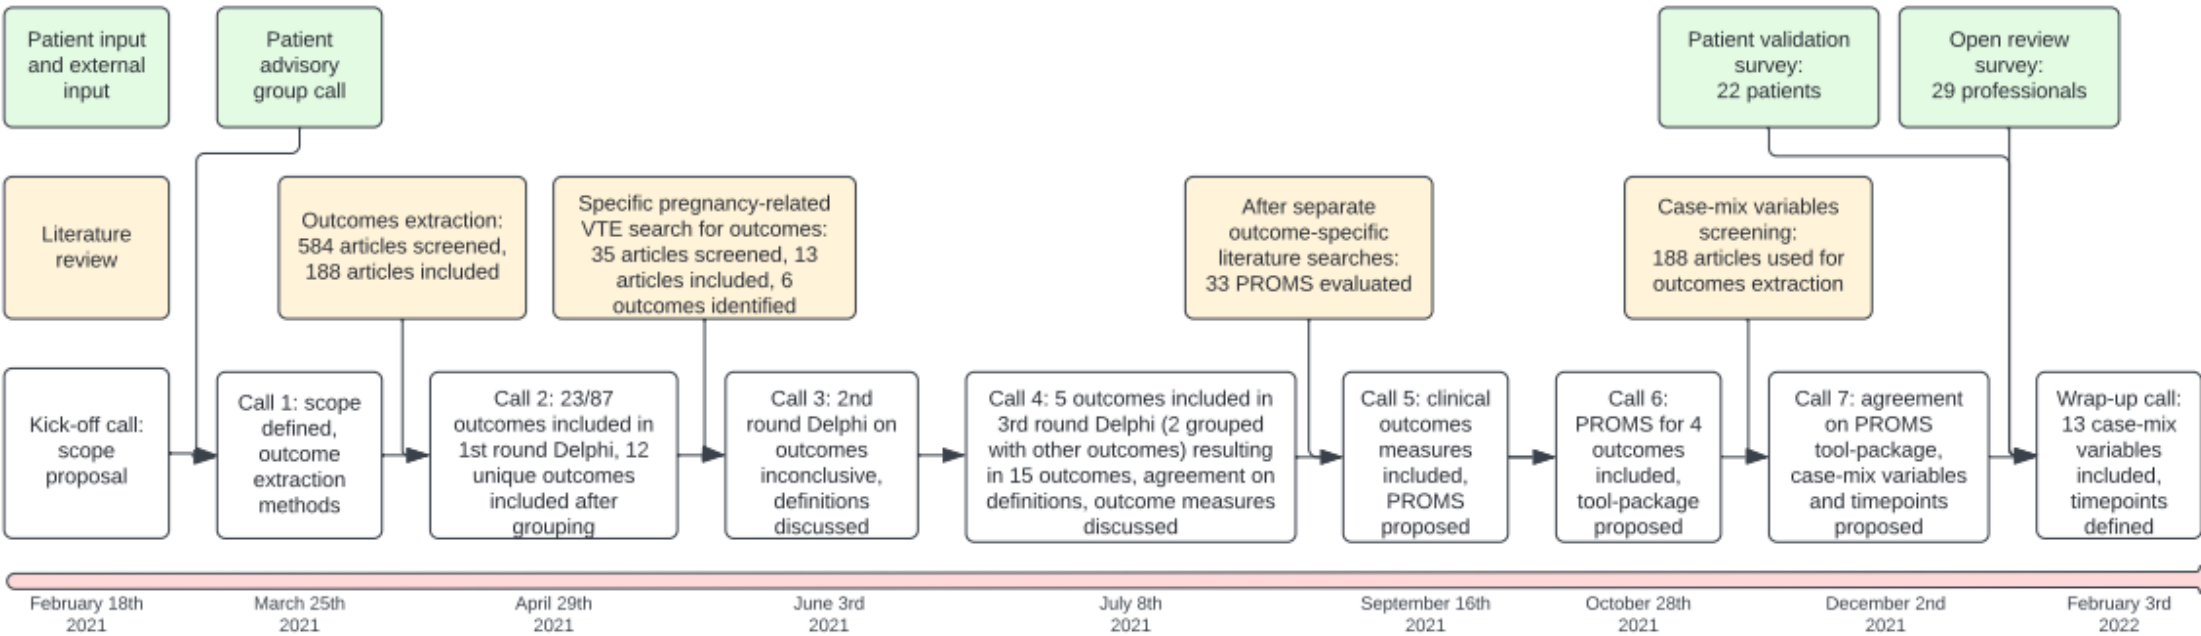 Patient input
and external
input
Patient
advisory
group call
Patient validation
survey:
22 patients
Open review
survey:
29 professionals
Literature
review
Outcomes extraction:
584 articles screened,
188 articles included
Specific pregnancy-related
VTE search for outcomes:
35 articles screened, 13
articles included, 6
outcomes identified
After separate
outcome-specific
literature searches:
33 PROMS evaluated
Case-mix variables
screening:
188 articles used for
outcomes extraction
Kick-off call:
scope
proposal
Call 1: scope
defined,
outcome
extraction
methods
Call 2: 23/87
outcomes included in
1st round Delphi, 12
unique outcomes
included after
grouping
Call 3: 2nd
round Delphi on
outcomes
inconclusive,
definitions
discussed
Call 4: 5 outcomes included in
3rd round Delphi (2 grouped
with other outcomes) resulting
in 15 outcomes, agreement on
definitions, outcome measures
discussed
Call 5: clinical
outcomes
measures
included,
PROMS
proposed
Call 6:
PROMS for 4
outcomes
included,
tool-package
proposed
Call 7: agreement
on PROMS
tool-package,
case-mix variables
and timepoints
proposed
Wrap-up call:
13 case-mix
variables
included,
timepoints
defined
February 18th
2021
March 25th
2021
April 29th
2021
June 3rd
2021
July 8th
2021
September 16th
2021
October 28th
2021
December 2nd
2021
February 3rd
2022